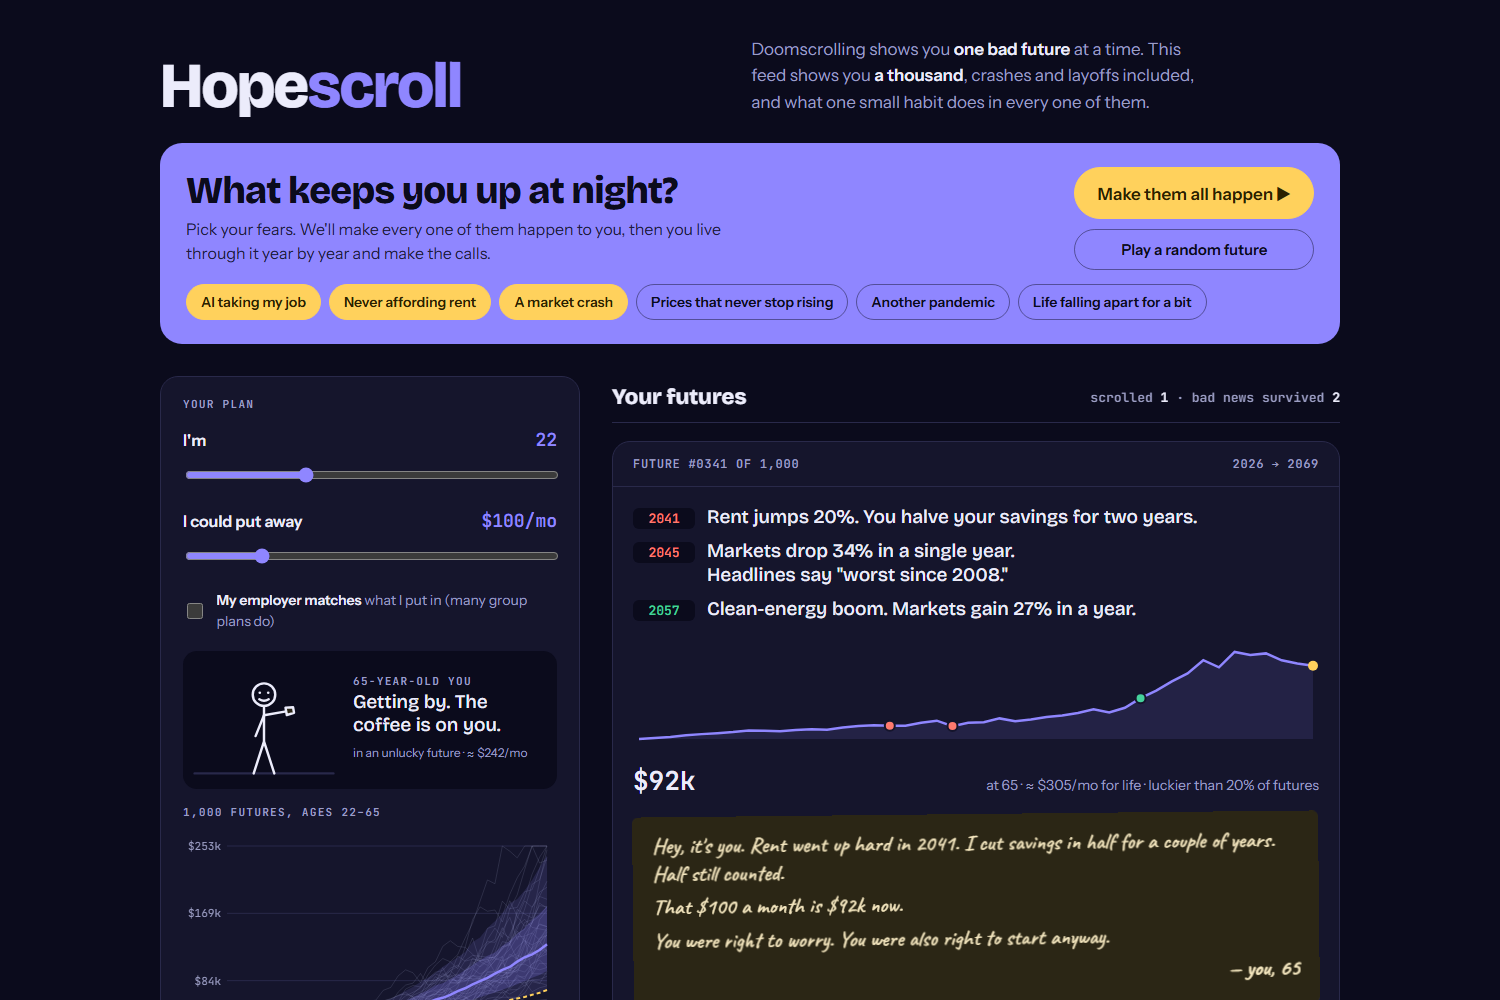 Hopescroll
Doomscrolling shows you one bad future at a time. This
feed shows you a thousand, crashes and layoffs included,
and what one small habit does in every one of them.
What keeps you up at night?
Pick your fears. We'll make every one of them happen to you, then you live
through it year by year and make the calls.
Make them all happen ▶
Play a random future
AI taking my job
Never affording rent
A market crash
Prices that never stop rising
Another pandemic
Life falling apart for a bit
YOUR PLAN
I'm 22
I could put away $100/mo
My employer matches what I put in (many group
plans do)
65-YEAR-OLD YOU
Getting by. The
coffee is on you.
in an unlucky future · ≈ $242/mo
1,000 FUTURES, AGES 22–65
$253k
$169k
$84k
Your futures
scrolled 1 · bad news survived 2
FUTURE #0341 OF 1,000
2026 → 2069
2041 Rent jumps 20%. You halve your savings for two years.
2045 Markets drop 34% in a single year.
Headlines say "worst since 2008."
2057 Clean-energy boom. Markets gain 27% in a year.
$92k
at 65 · ≈ $305/mo for life · luckier than 20% of futures
Hey, it's you. Rent went up hard in 2041. I cut savings in half for a couple of years.
Half still counted.
That $100 a month is $92k now.
You were right to worry. You were also right to start anyway.
— you, 65